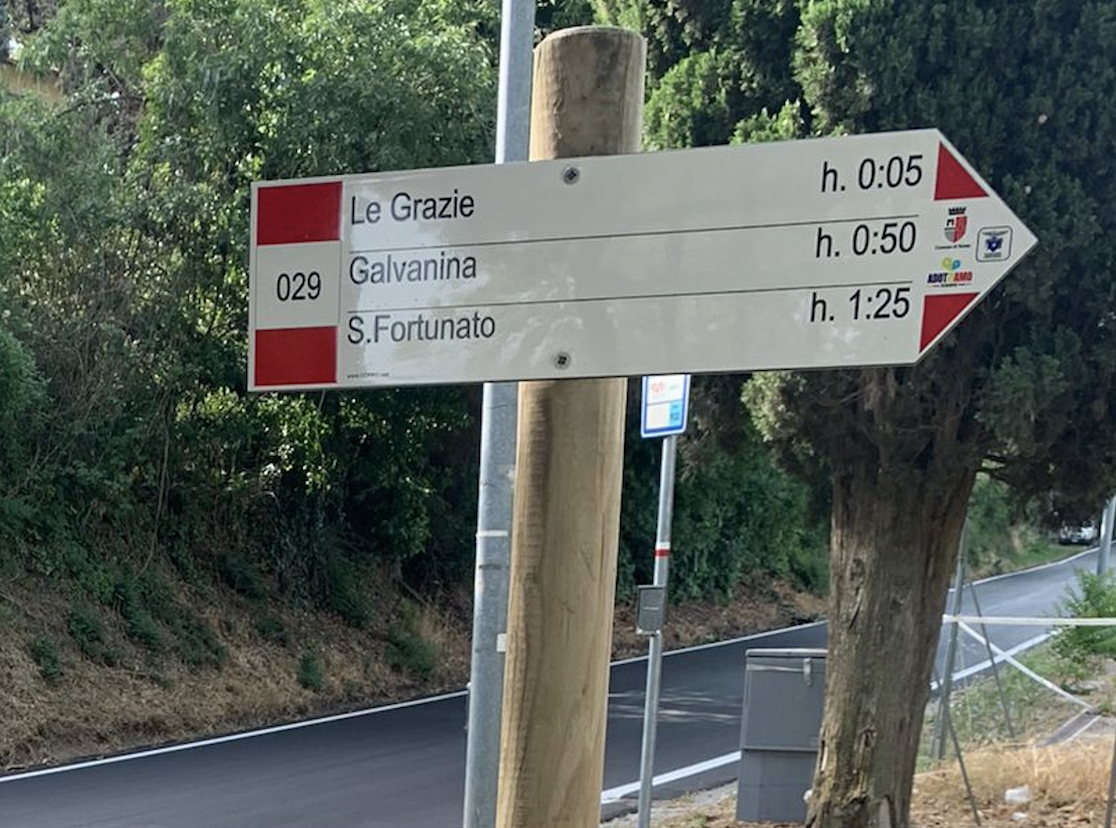 029
Le Grazie h. 0:05
Galvanina h. 0:50
S.Fortunato h. 1:25